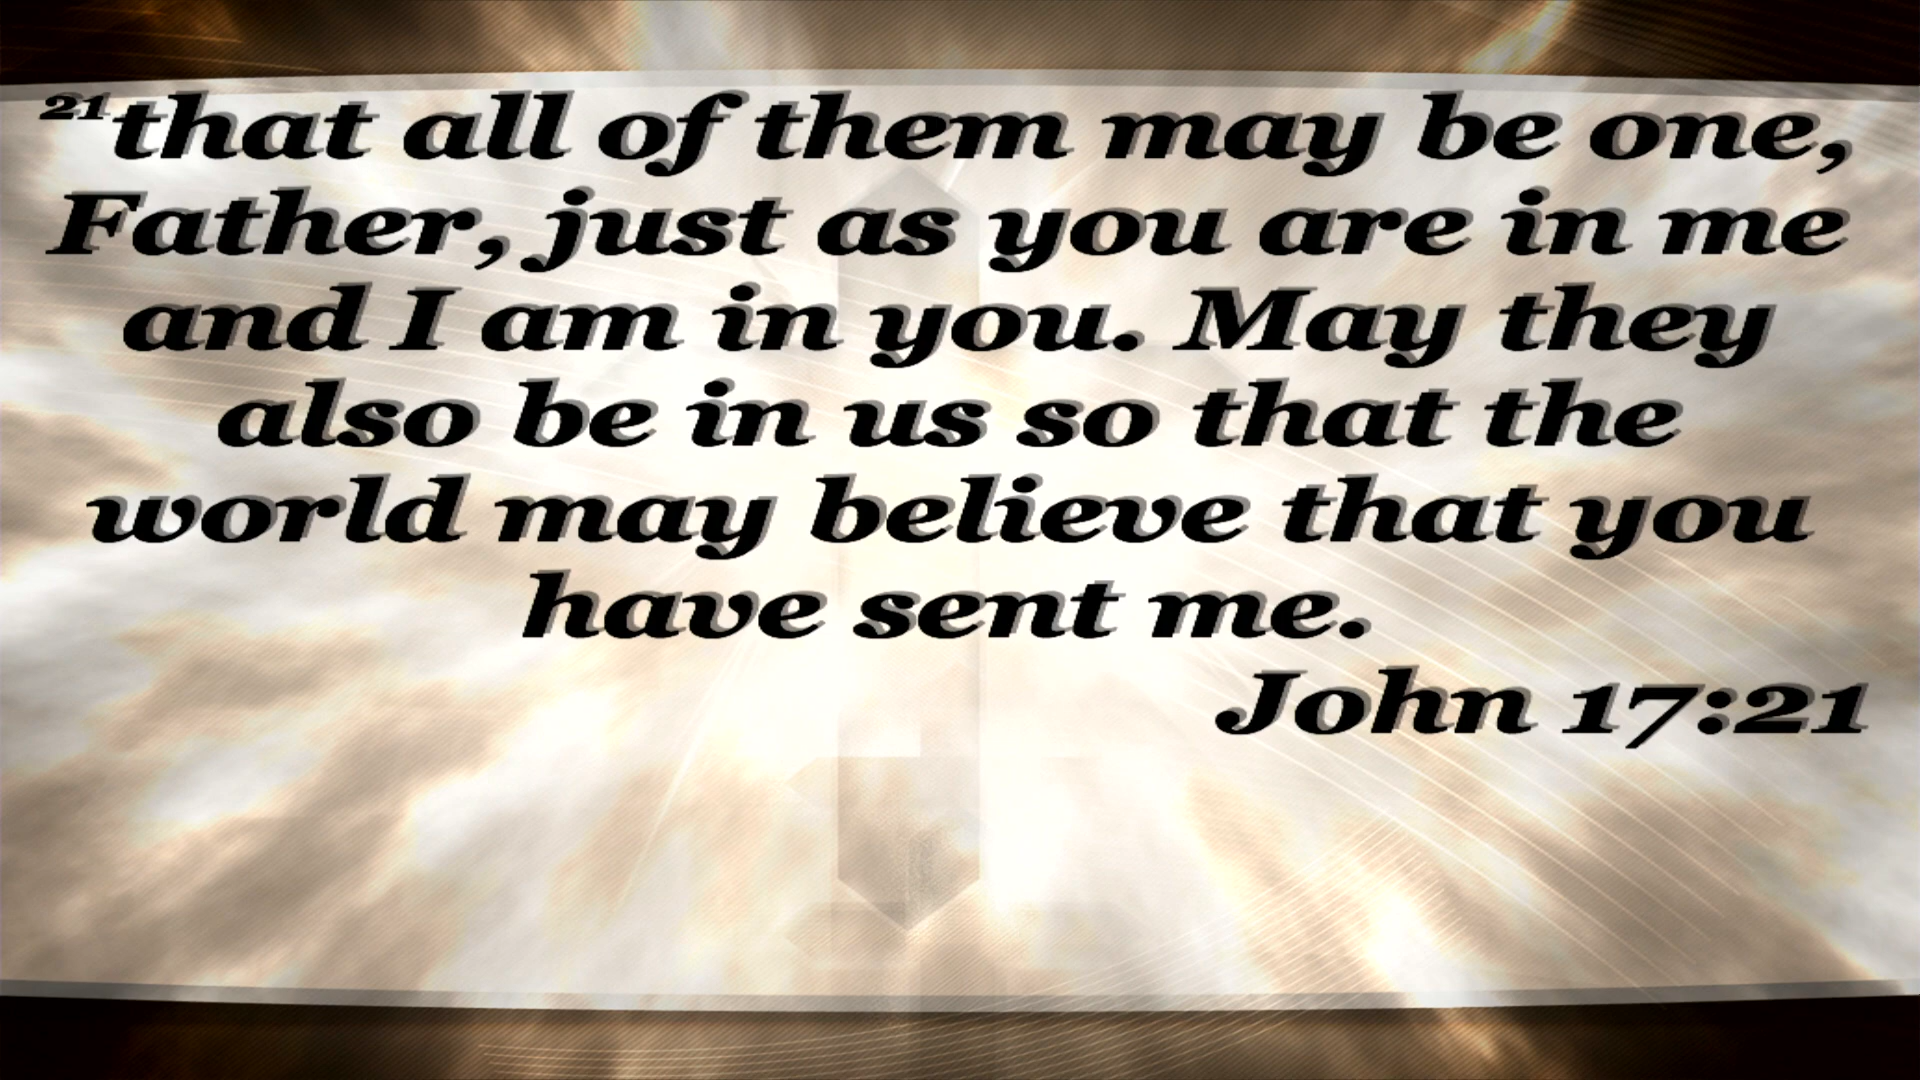 21that all of them may be one,
Father, just as you are in me
and I am in you. May they
also be in us so that the
world may believe that you
have sent me.
John 17:21